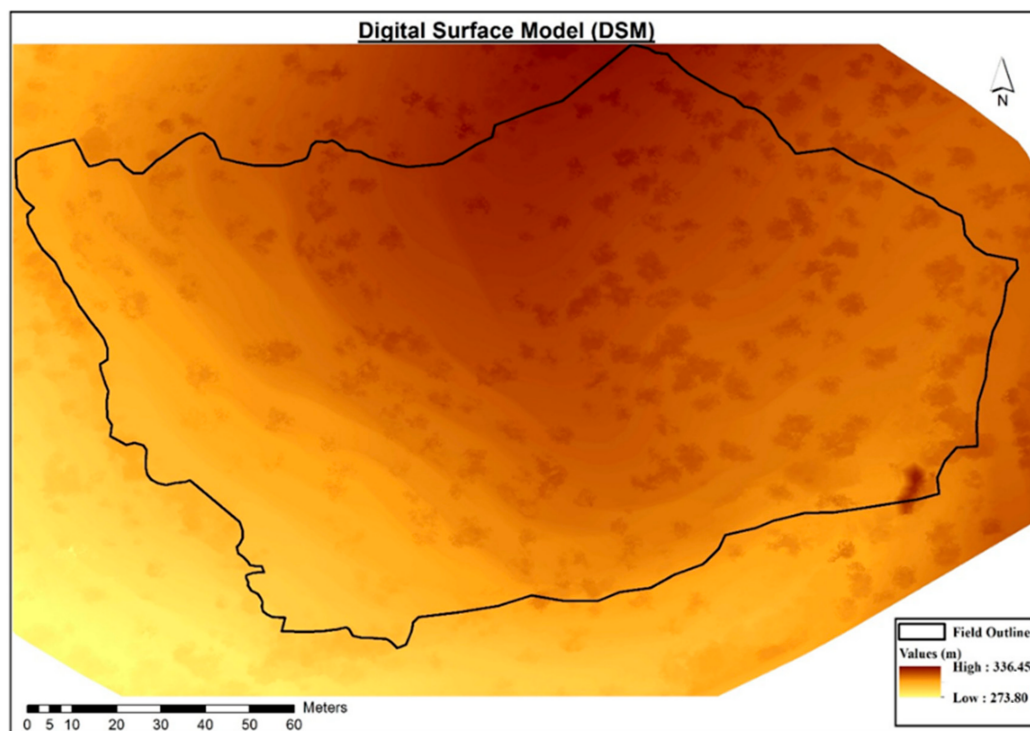 Digital Surface Model (DSM)
N
Field Outline
Values (m)
High : 336.45
Low : 273.80
Meters
0 5 10 20 30 40 50 60